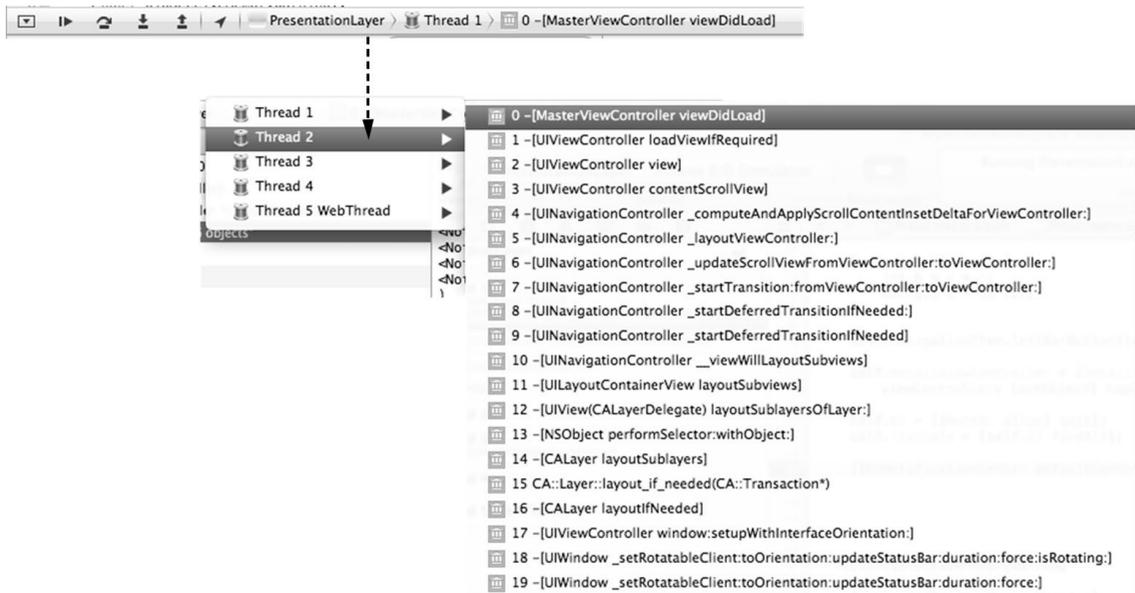 PresentationLayer 〉 Thread 1 〉 0 -[MasterViewController viewDidLoad]
Thread 1
Thread 2
Thread 3
Thread 4
Thread 5 WebThread
objects"
<No
<No
<No
<No
)
0 -[MasterViewController viewDidLoad]
1 -[UIViewController loadViewIfRequired]
2 -[UIViewController view]
3 -[UIViewController contentScrollView]
4 -[UINavigationController _computeAndApplyScrollContentInsetDeltaForViewController:]
5 -[UINavigationController _layoutViewController:]
6 -[UINavigationController _updateScrollViewFromViewController:toViewController:]
7 -[UINavigationController _startTransition:fromViewController:toViewController:]
8 -[UINavigationController _startDeferredTransitionIfNeeded:]
9 -[UINavigationController _startDeferredTransitionIfNeeded]
10 -[UINavigationController __viewWillLayoutSubviews]
11 -[UILayoutContainerView layoutSubviews]
12 -[UIView(CALayerDelegate) layoutSublayersOfLayer:]
13 -[NSObject performSelector:withObject:]
14 -[CALayer layoutSublayers]
15 CA::Layer::layout_if_needed(CA::Transaction*)
16 -[CALayer layoutIfNeeded]
17 -[UIViewController window:setupWithInterfaceOrientation:]
18 -[UIWindow _setRotatableClient:toOrientation:updateStatusBar:duration:force:isRotating:]
19 -[UIWindow _setRotatableClient:toOrientation:updateStatusBar:duration:force:]